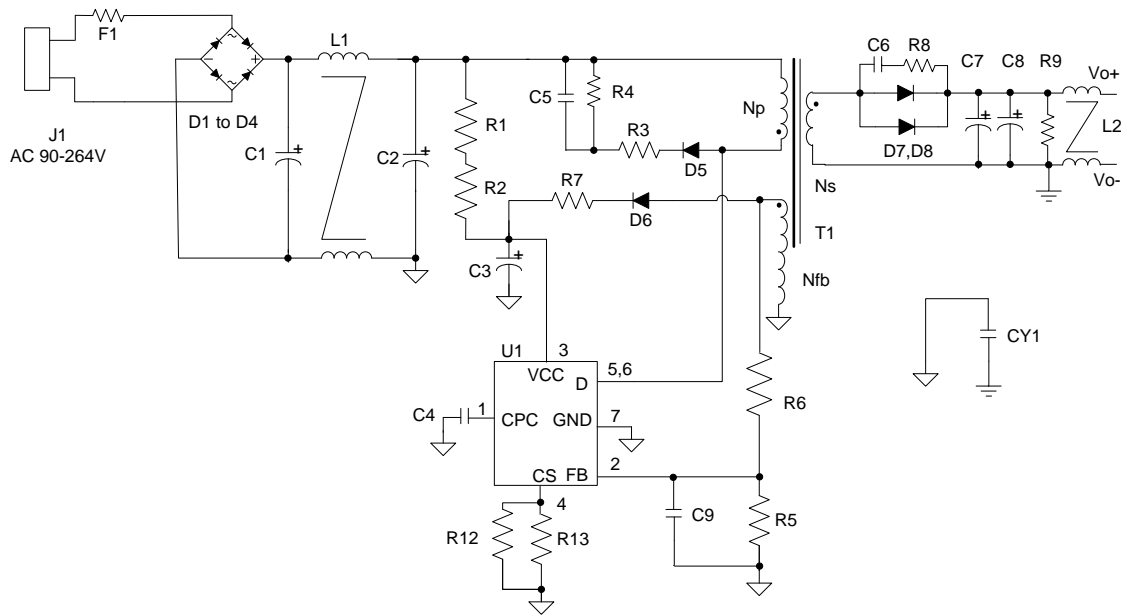 F1
J1
AC 90-264V
D1 to D4
L1
C1
C2
R1
R2
C5
R4
R3
D5
Np
R7
D6
C3
C6
R8
C7
C8
R9
Vo+
L2
D7,D8
Vo-
Ns
T1
Nfb
CY1
U1
3
VCC
D
5,6
C4
1
CPC
GND
7
CS
FB
2
4
R6
C9
R5
R12
R13
~
~
-
+
+
+
+
+
+